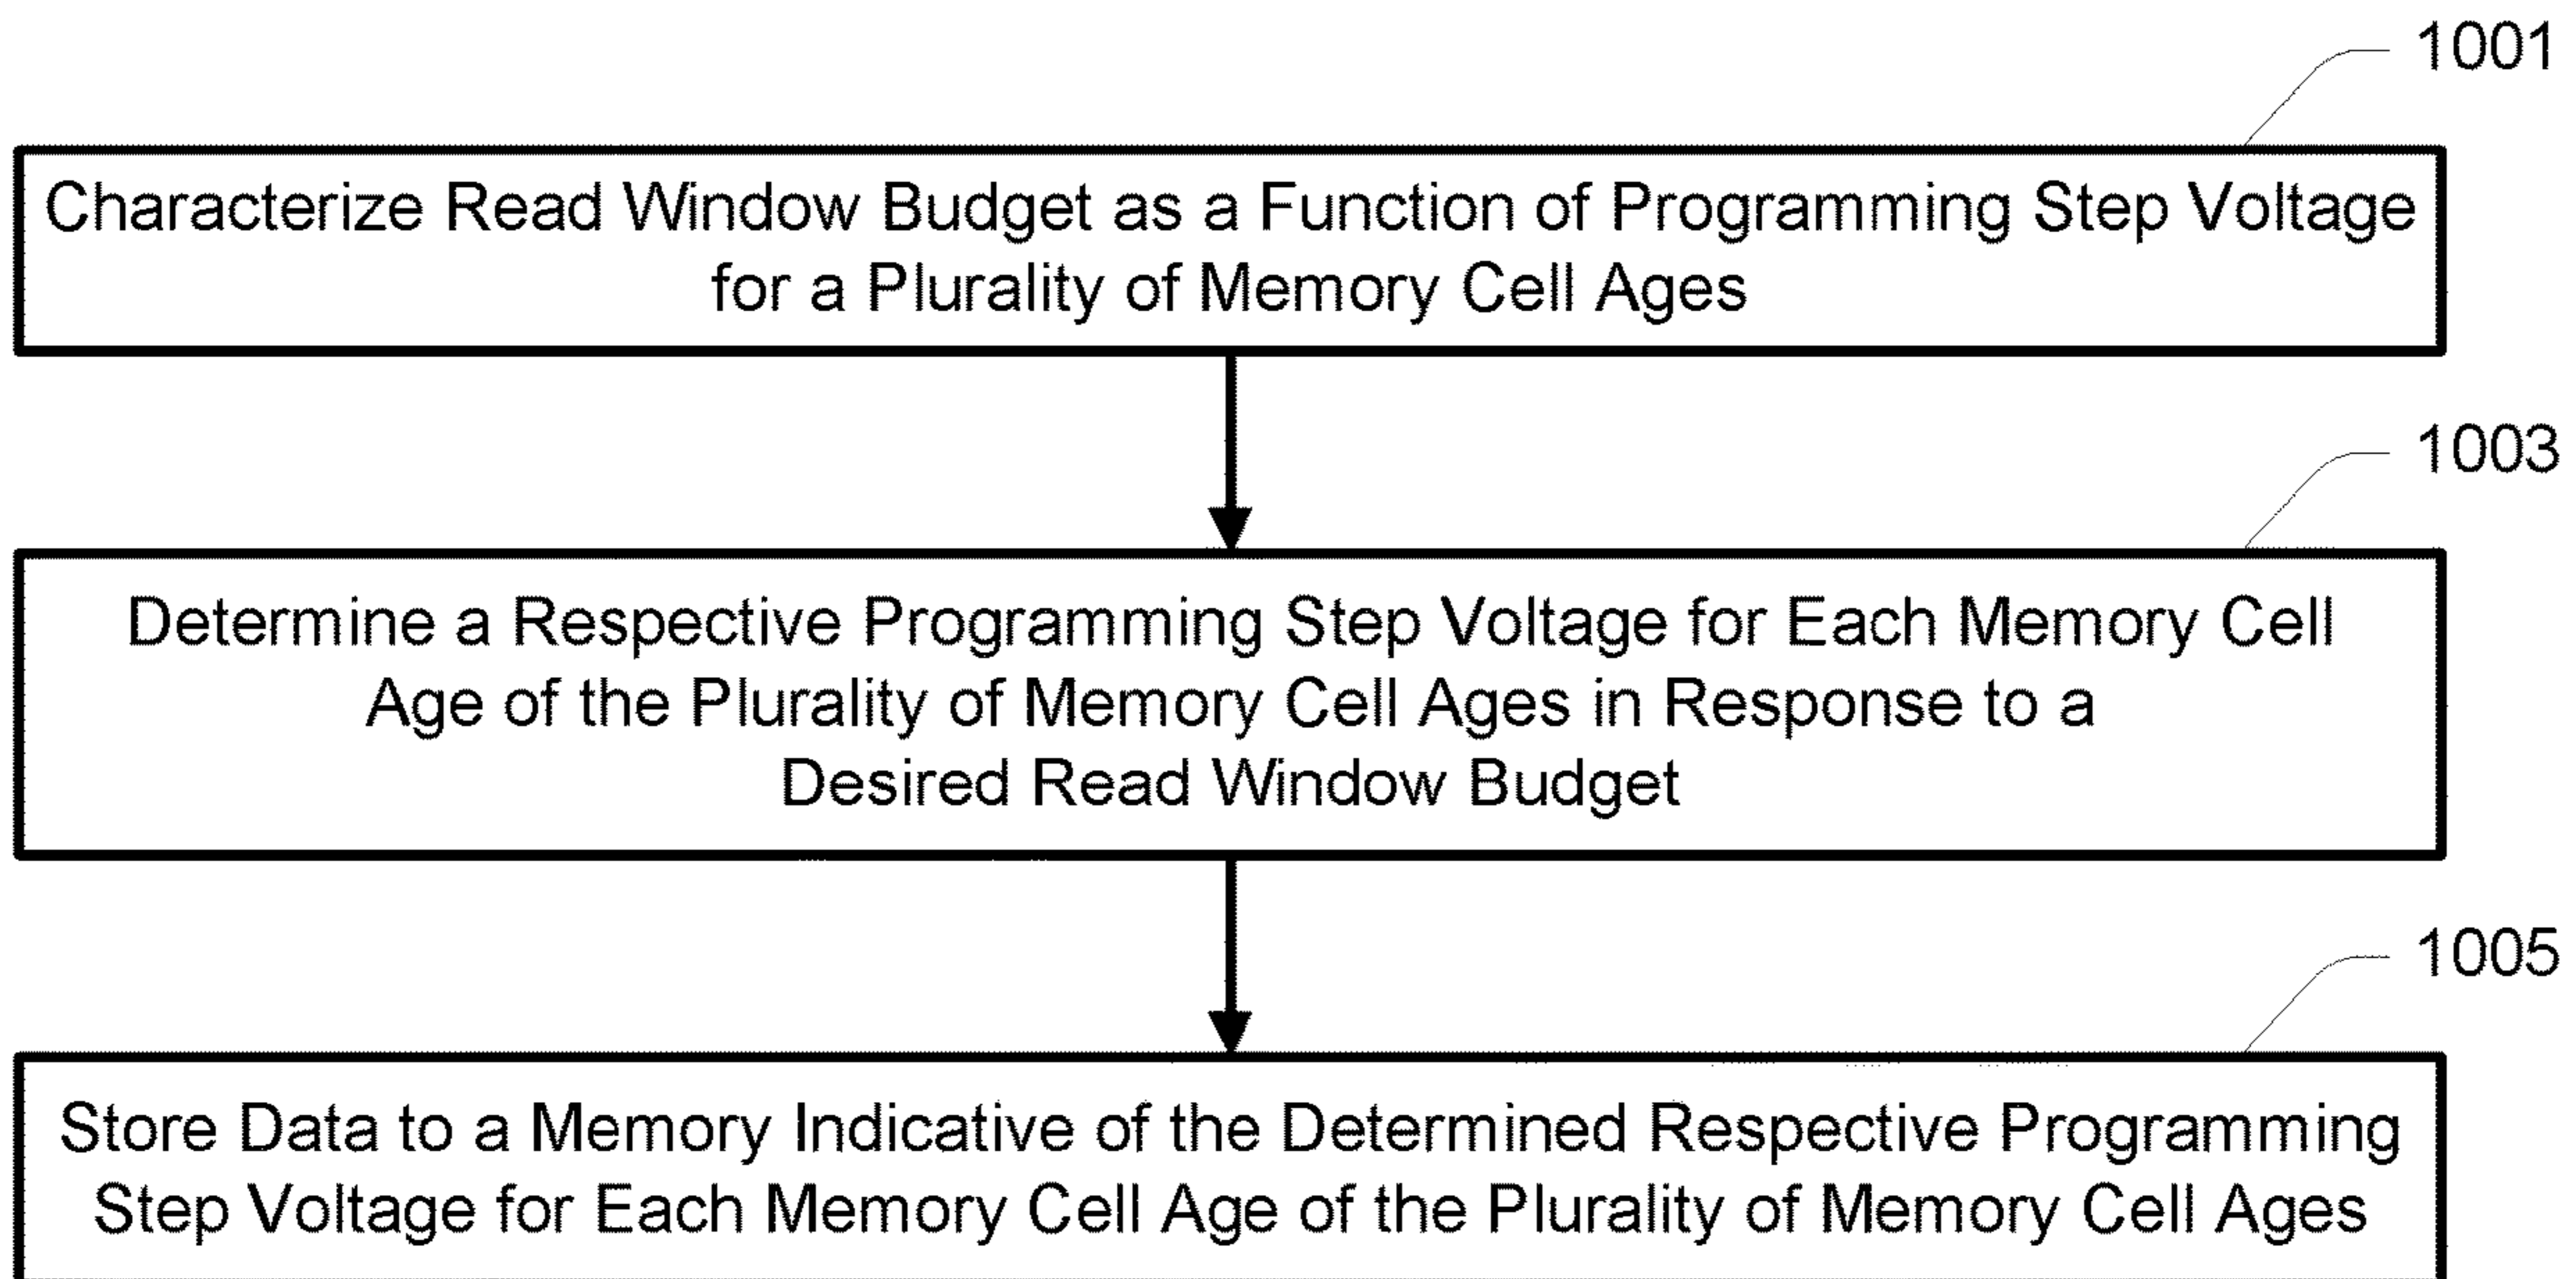 1001
Characterize Read Window Budget as a Function of Programming Step Voltage
for a Plurality of Memory Cell Ages
1003
Determine a Respective Programming Step Voltage for Each Memory Cell
Age of the Plurality of Memory Cell Ages in Response to a
Desired Read Window Budget
1005
Store Data to a Memory Indicative of the Determined Respective Programming
Step Voltage for Each Memory Cell Age of the Plurality of Memory Cell Ages